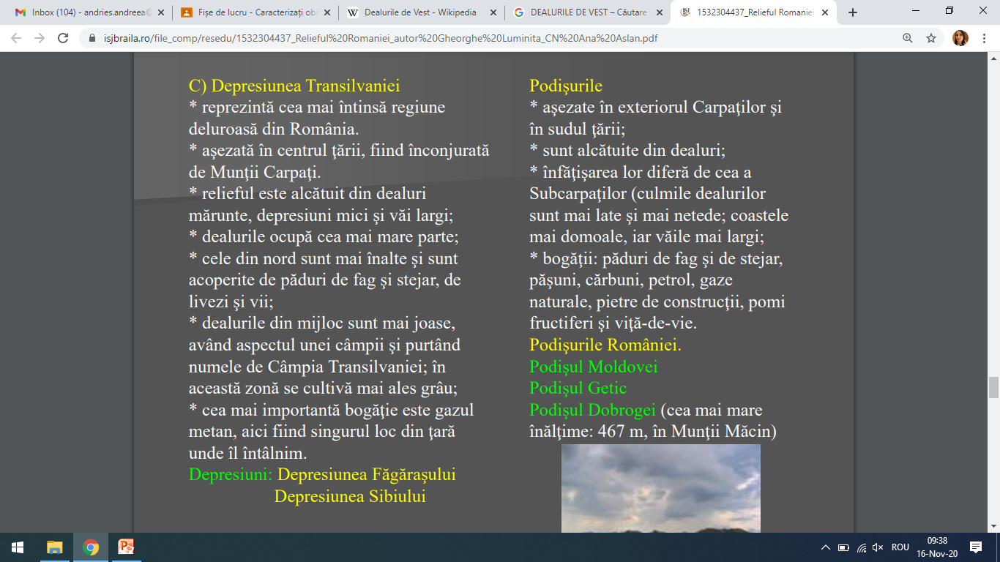 Inbox (104) - andries.andreea@
Fișe de lucru - Caracterizați obi
Dealurile de Vest - Wikipedia
DEALURILE DE VEST – Căutare
1532304437_Relieful Romaniei
isjbraila.ro/file_comp/resedu/1532304437_Relieful%20Romaniei_autor%20Gheorghe%20Luminita_CN%20Ana%20Aslan.pdf
C) Depresiunea Transilvaniei
* reprezintă cea mai întinsă regiune
deluroasă din România.
* aşezată în centrul ţării, fiind înconjurată
de Munţii Carpaţi.
* relieful este alcătuit din dealuri
mărunte, depresiuni mici şi văi largi;
* dealurile ocupă cea mai mare parte;
* cele din nord sunt mai înalte şi sunt
acoperite de păduri de fag şi stejar, de
livezi şi vii;
* dealurile din mijloc sunt mai joase,
având aspectul unei câmpii şi purtând
numele de Câmpia Transilvaniei; în
această zonă se cultivă mai ales grâu;
* cea mai importantă bogăţie este gazul
metan, aici fiind singurul loc din ţară
unde îl întâlnim.
Depresiuni: Depresiunea Făgăraşului
Depresiunea Sibiului
Podişurile
* aşezate în exteriorul Carpaţilor şi
în sudul ţării;
* sunt alcătuite din dealuri;
* înfăţişarea lor diferă de cea a
Subcarpaţilor (culmile dealurilor
sunt mai late şi mai netede; coastele
mai domoale, iar văile mai largi;
* bogăţii: păduri de fag şi de stejar,
păşuni, cărbuni, petrol, gaze
naturale, pietre de construcţii, pomi
fructiferi şi viţă-de-vie.
Podişurile României.
Podişul Moldovei
Podişul Getic
Podişul Dobrogei (cea mai mare
înălţime: 467 m, în Munţii Măcin)
ROU
09:38
16-Nov-20